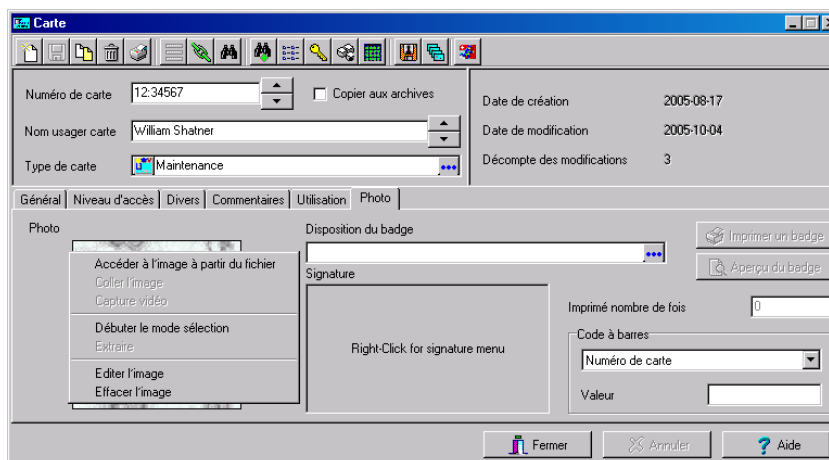 Carte
Numéro de carte
12:34567
Copier aux archives
Date de création
2005-08-17
Nom usager carte
William Shatner
Date de modification
2005-10-04
Type de carte
Maintenance
Décompte des modifications
3
Général
Niveau d'accès
Divers
Commentaires
Utilisation
Photo
Photo
Disposition du badge
Imprimer un badge
Aperçu du badge
Accéder à l'image à partir du fichier
Coller l'image
Capture vidéo
Débuter le mode sélection
Extraire
Editer l'image
Effacer l'image
Signature
Right-Click for signature menu
Imprimé nombre de fois
0
Code à barres
Numéro de carte
Valeur
Fermer
Annuler
Aide